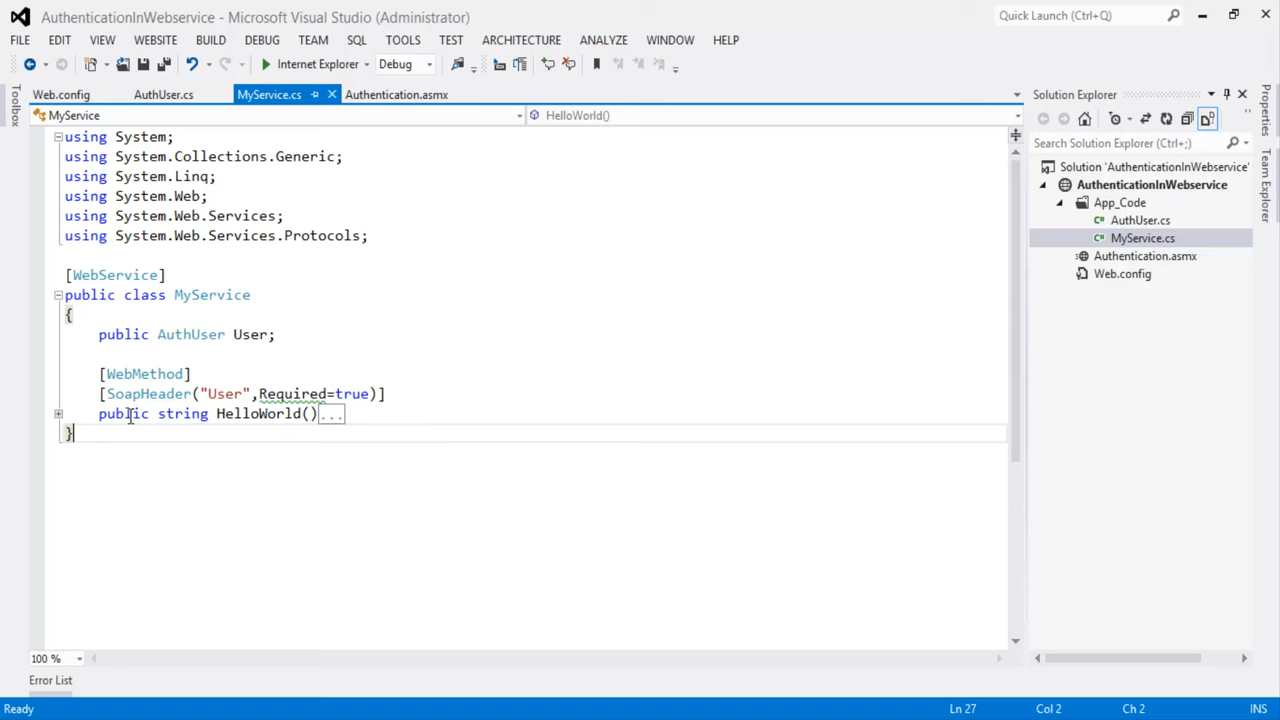 AuthenticationInWebservice - Microsoft Visual Studio (Administrator)
Quick Launch (Ctrl+Q)
FILE EDIT VIEW WEBSITE BUILD DEBUG TEAM SQL TOOLS TEST ARCHITECTURE ANALYZE WINDOW HELP
Internet Explorer Debug
Toolbox
Web.config AuthUser.cs MyService.cs Authentication.asmx
MyService HelloWorld()
using System;
using System.Collections.Generic;
using System.Linq;
using System.Web;
using System.Web.Services;
using System.Web.Services.Protocols;
[WebService]
public class MyService
{
public AuthUser User;
[WebMethod]
[SoapHeader("User",Required=true)]
public string HelloWorld()...
}
100 %
Solution Explorer
Search Solution Explorer (Ctrl+;)
Solution 'AuthenticationInWebservice'
AuthenticationInWebservice
App_Code
AuthUser.cs
MyService.cs
Authentication.asmx
Web.config
Properties
Team Explorer
Error List
Ready Ln 27 Col 2 Ch 2 INS